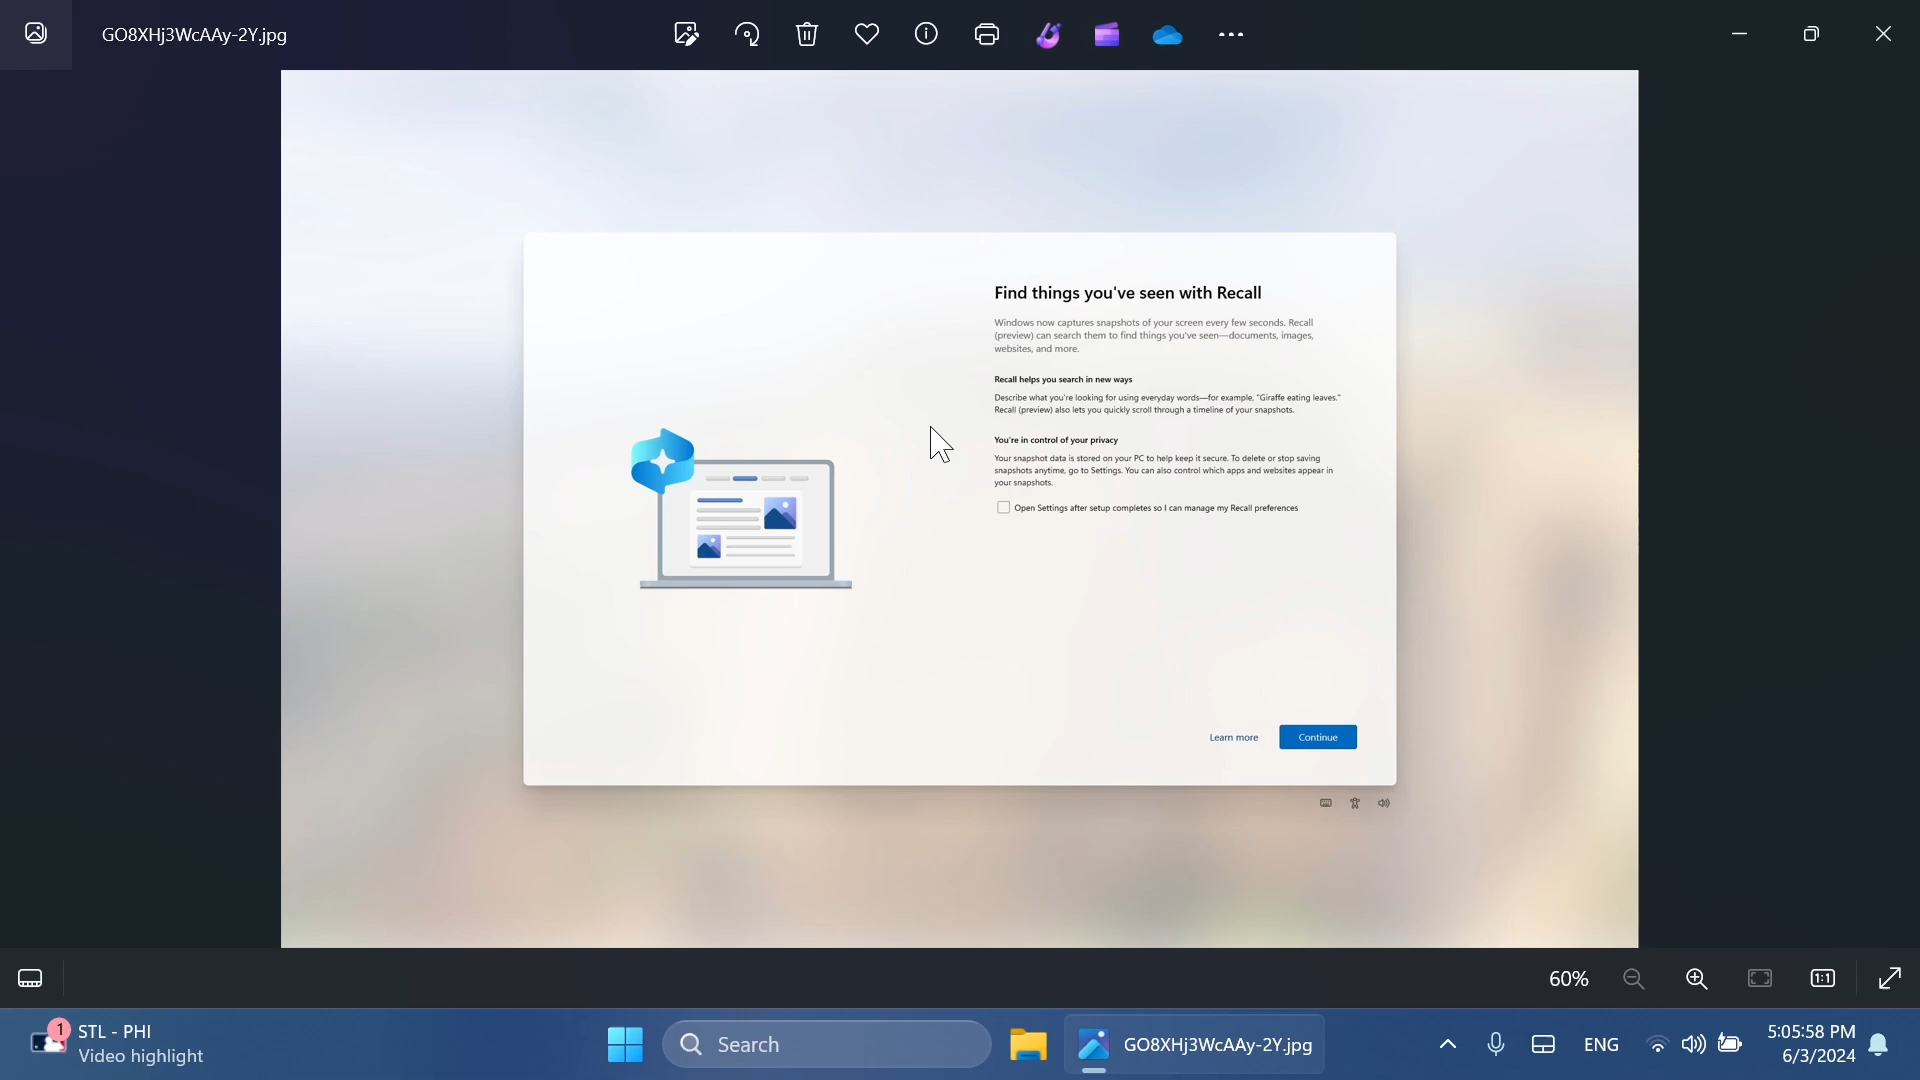 GO8XHj3WcAAy-2Y.jpg
Find things you've seen with Recall
Windows now captures snapshots of your screen every few seconds. Recall
(preview) can search them to find things you've seen—documents, images,
websites, and more.
Recall helps you search in new ways
Describe what you're looking for using everyday words—for example, "Giraffe eating leaves."
Recall (preview) also lets you quickly scroll through a timeline of your snapshots.
You're in control of your privacy
Your snapshot data is stored on your PC to help keep it secure. To delete or stop saving
snapshots anytime, go to Settings. You can also control which apps and websites appear in
your snapshots.
Open Settings after setup completes so I can manage my Recall preferences
Learn more
Continue
60%
1:1
1
STL - PHI
Video highlight
Search
GO8XHj3WcAAy-2Y.jpg
ENG
5:05:58 PM
6/3/2024